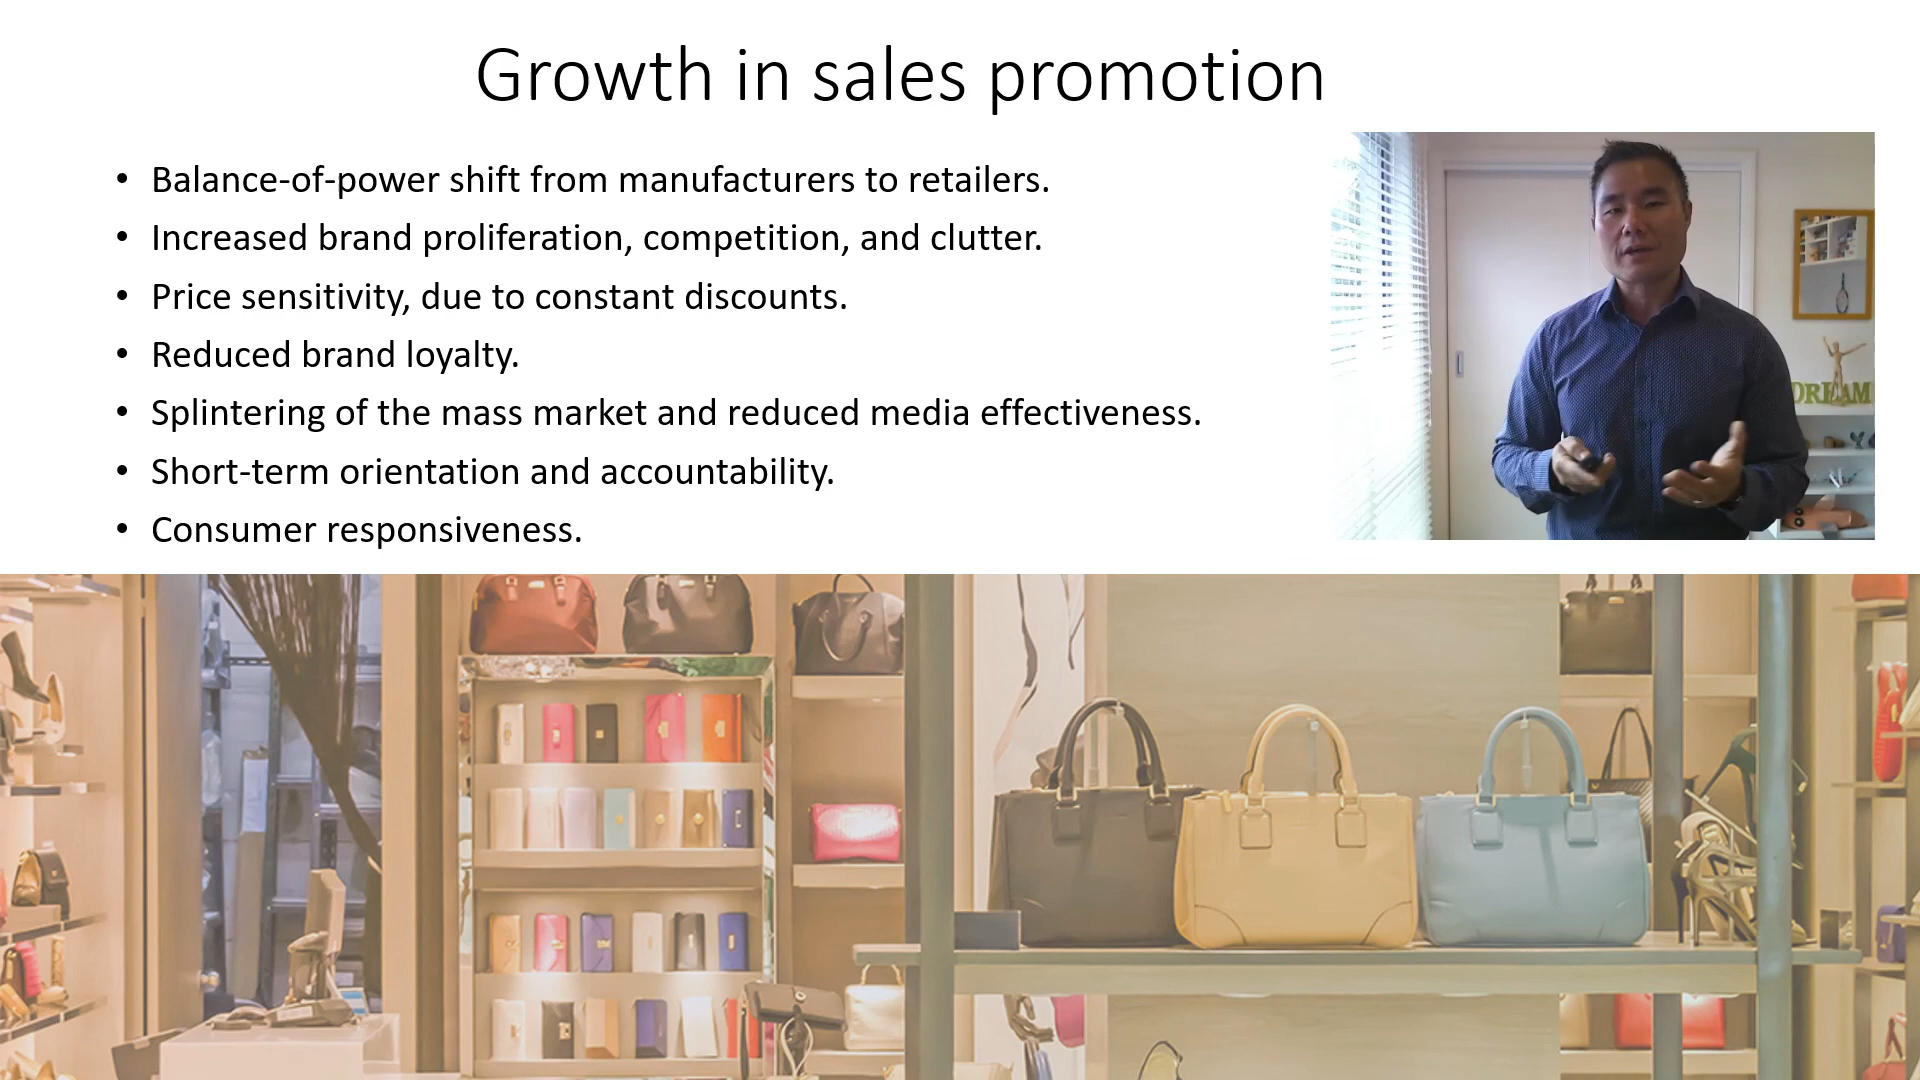 Growth in sales promotion
• Balance-of-power shift from manufacturers to retailers.
• Increased brand proliferation, competition, and clutter.
• Price sensitivity, due to constant discounts.
• Reduced brand loyalty.
• Splintering of the mass market and reduced media effectiveness.
• Short-term orientation and accountability.
• Consumer responsiveness.
DREAM